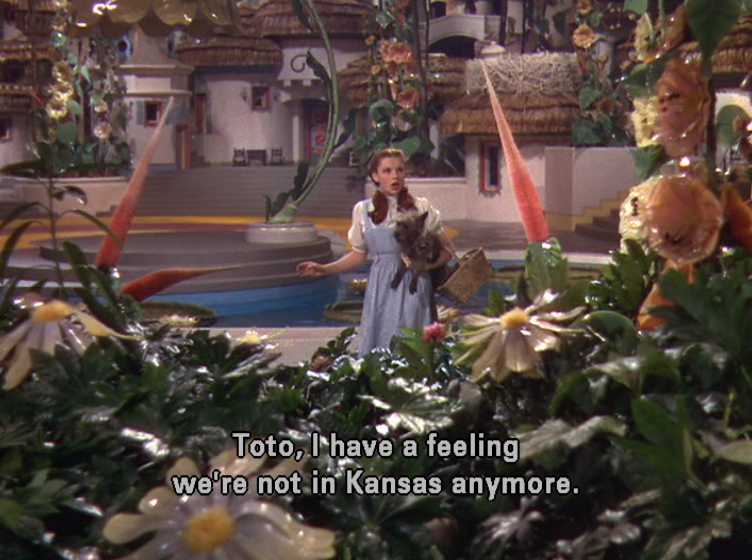 Toto, I have a feeling
we're not in Kansas anymore.